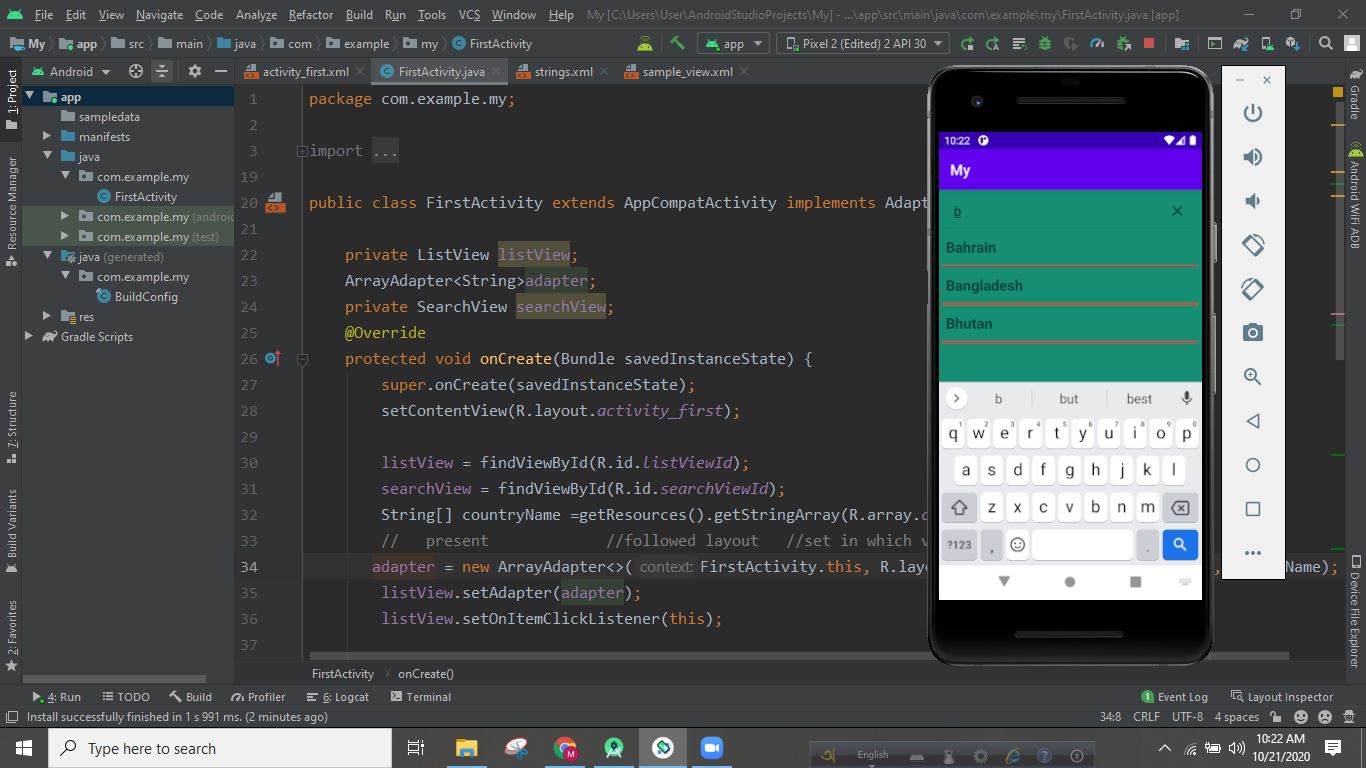 File Edit View Navigate Code Analyze Refactor Build Run Tools VCS Window Help My [C:\Users\User\AndroidStudioProjects\My] - ...\app\src\main\java\com\example\my\FirstActivity.java [app]
My app src main java com example my FirstActivity app Pixel 2 (Edited) 2 API 30
Android
activity_first.xml FirstActivity.java strings.xml sample_view.xml
1: Project
Resource Manager
7: Structure
Build Variants
2: Favorites
app
sampledata
manifests
java
com.example.my
FirstActivity
com.example.my (android
com.example.my (test)
java (generated)
com.example.my
BuildConfig
res
Gradle Scripts
1 package com.example.my;
2
3 import ...
19
20 public class FirstActivity extends AppCompatActivity implements Adapt
21
22 private ListView listView;
23 ArrayAdapter<String>adapter;
24 private SearchView searchView;
25 @Override
26 protected void onCreate(Bundle savedInstanceState) {
27 super.onCreate(savedInstanceState);
28 setContentView(R.layout.activity_first);
29
30 listView = findViewById(R.id.listViewId);
31 searchView = findViewById(R.id.searchViewId);
32 String[] countryName =getResources().getStringArray(R.array.
33 // present //followed layout //set in which v
34 adapter = new ArrayAdapter<>( context: FirstActivity.this, R.layo , Name);
35 listView.setAdapter(adapter);
36 listView.setOnItemClickListener(this);
37
10:22
My
b
Bahrain
Bangladesh
Bhutan
b but best
q1 w2 e3 r4 t5 y6 u7 i8 o9 p0
a s d f g h j k l
z x c v b n m
?123 , .
Gradle
Android WiFi ADB
Device File Explorer
FirstActivity onCreate()
4: Run TODO Build Profiler 6: Logcat Terminal 1 Event Log Layout Inspector
Install successfully finished in 1 s 991 ms. (2 minutes ago) 34:8 CRLF UTF-8 4 spaces
Type here to search
M
English
10:22 AM
10/21/2020